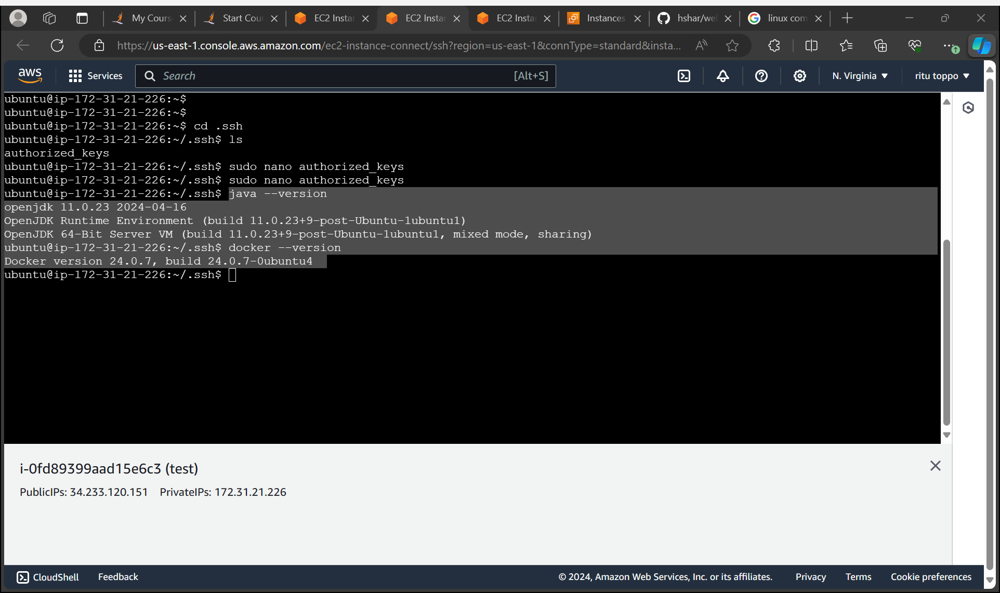 My Cours
Start Cour
EC2 Instar
EC2 Instar
EC2 Instar
Instances
hshar/wel
linux com
https://us-east-1.console.aws.amazon.com/ec2-instance-connect/ssh?region=us-east-1&connType=standard&insta...
aws
Services
Search
[Alt+S]
N. Virginia
ritu toppo
ubuntu@ip-172-31-21-226:~$
ubuntu@ip-172-31-21-226:~$
ubuntu@ip-172-31-21-226:~$ cd .ssh
ubuntu@ip-172-31-21-226:~/.ssh$ ls
authorized_keys
ubuntu@ip-172-31-21-226:~/.ssh$ sudo nano authorized_keys
ubuntu@ip-172-31-21-226:~/.ssh$ sudo nano authorized_keys
ubuntu@ip-172-31-21-226:~/.ssh$ java --version
openjdk 11.0.23 2024-04-16
OpenJDK Runtime Environment (build 11.0.23+9-post-Ubuntu-1ubuntu1)
OpenJDK 64-Bit Server VM (build 11.0.23+9-post-Ubuntu-1ubuntu1, mixed mode, sharing)
ubuntu@ip-172-31-21-226:~/.ssh$ docker --version
Docker version 24.0.7, build 24.0.7-0ubuntu4
ubuntu@ip-172-31-21-226:~/.ssh$
i-0fd89399aad15e6c3 (test)
PublicIPs: 34.233.120.151 PrivateIPs: 172.31.21.226
CloudShell
Feedback
© 2024, Amazon Web Services, Inc. or its affiliates.
Privacy
Terms
Cookie preferences